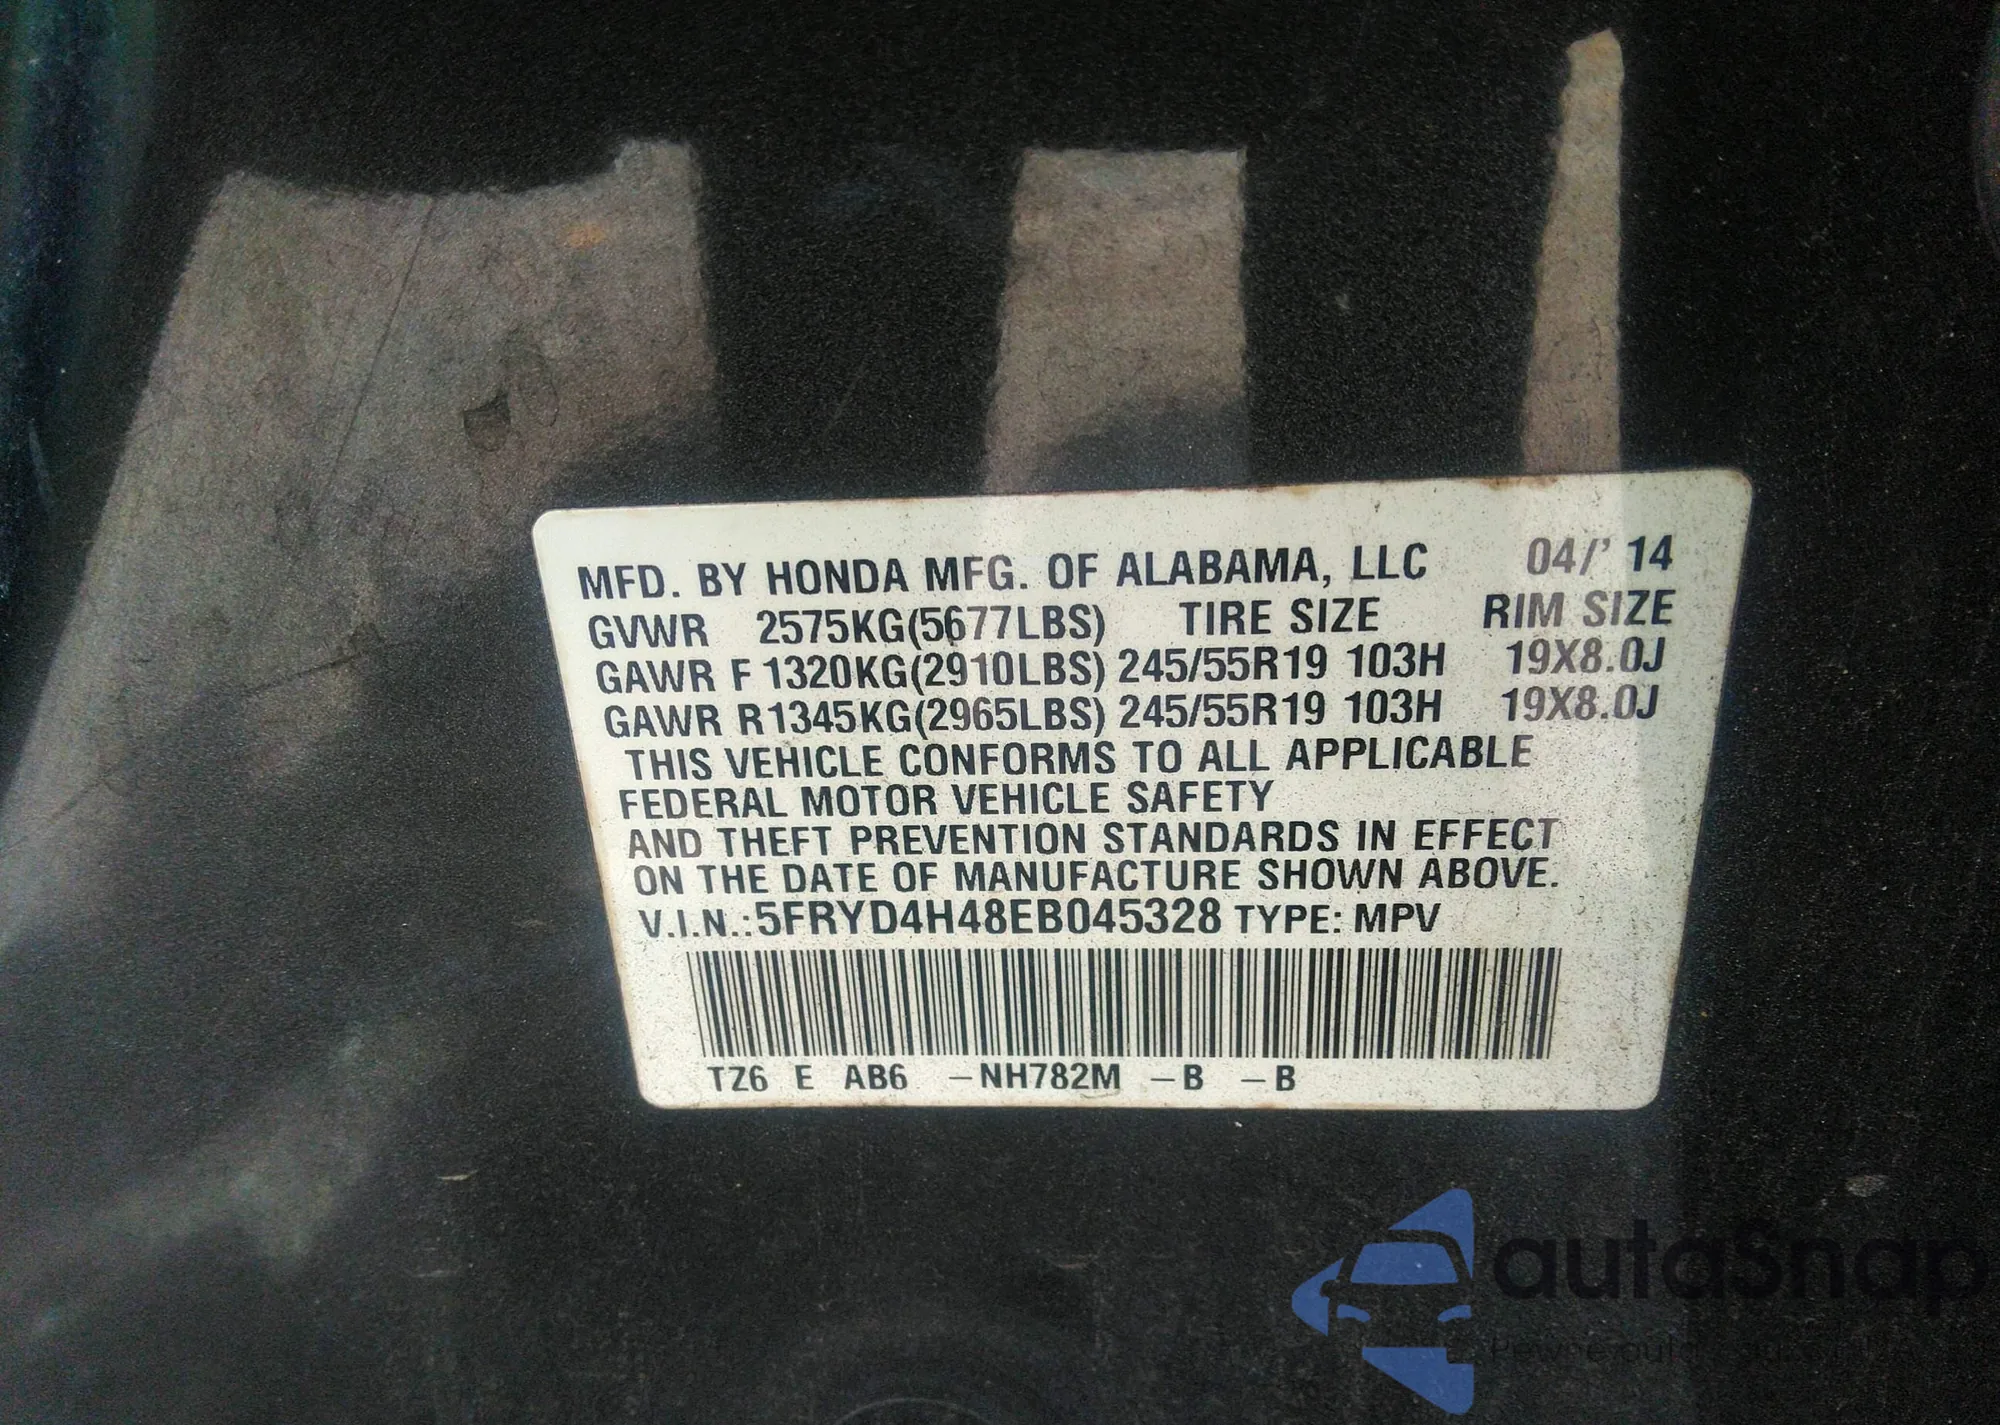 MFD. BY HONDA MFG. OF ALABAMA, LLC 04/' 14
GVWR 2575KG(5677LBS) TIRE SIZE RIM SIZE
GAWR F 1320KG(2910LBS) 245/55R19 103H 19X8.0J
GAWR R1345KG(2965LBS) 245/55R19 103H 19X8.0J
THIS VEHICLE CONFORMS TO ALL APPLICABLE
FEDERAL MOTOR VEHICLE SAFETY
AND THEFT PREVENTION STANDARDS IN EFFECT
ON THE DATE OF MANUFACTURE SHOWN ABOVE.
V.I.N.:5FRYD4H48EB045328 TYPE: MPV
TZ6 E AB6 –NH782M –B –B
autaSnap